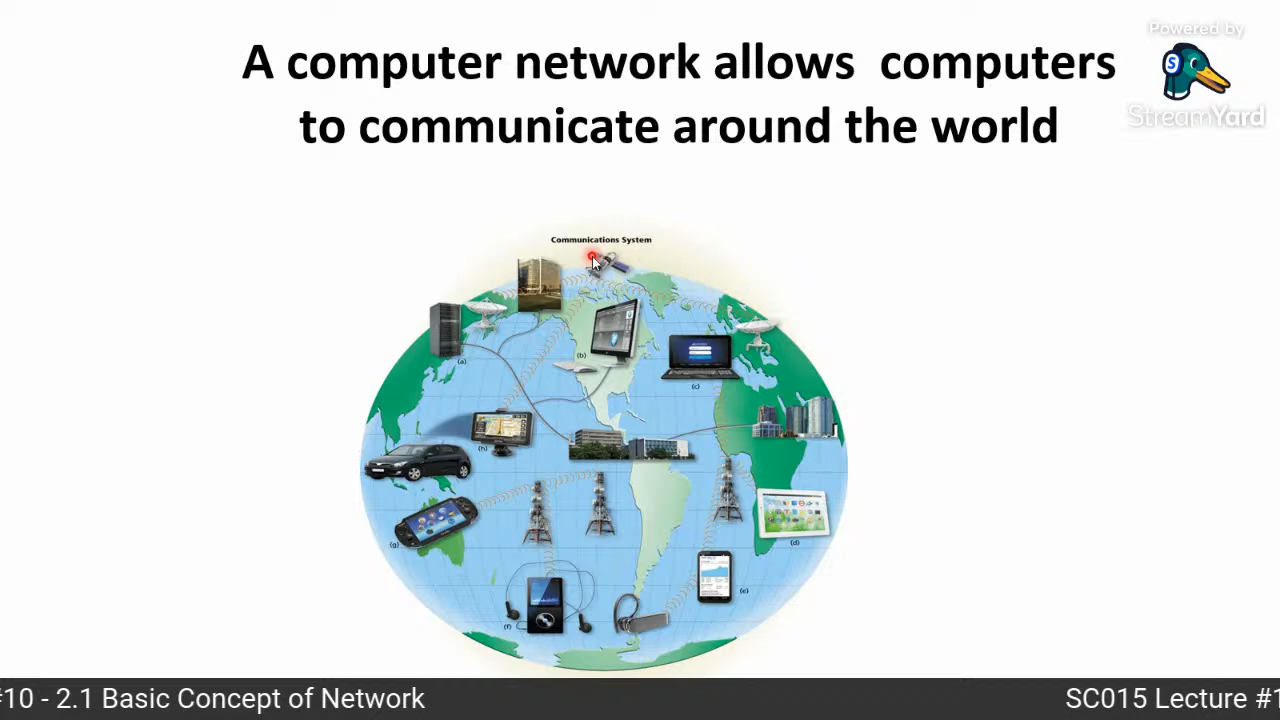 A computer network allows computers
to communicate around the world
Powered by
S
StreamYard
Communications System
(a)
(b)
(c)
(h)
(g)
(d)
(e)
(f)
#10 - 2.1 Basic Concept of Network
SC015 Lecture #1